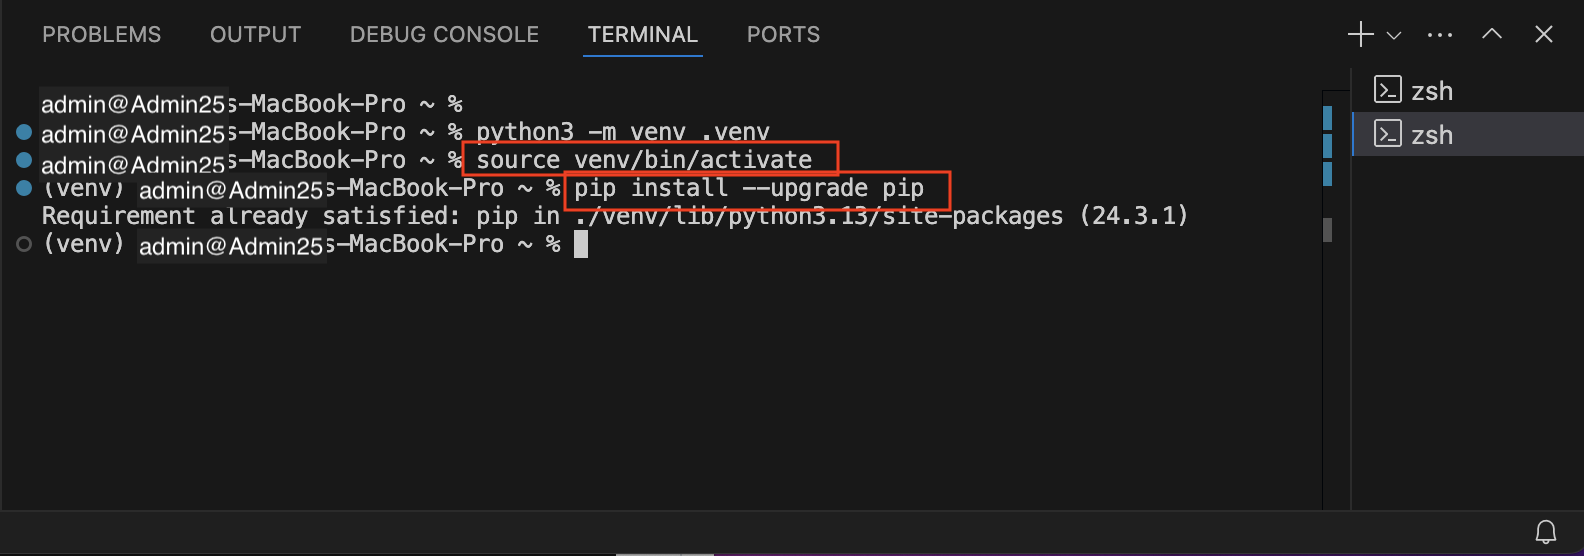 PROBLEMS OUTPUT DEBUG CONSOLE TERMINAL PORTS
admin@Admin25s-MacBook-Pro ~ %
admin@Admin25s-MacBook-Pro ~ % python3 -m venv .venv
admin@Admin25s-MacBook-Pro ~ % source venv/bin/activate
(venv) admin@Admin25s-MacBook-Pro ~ % pip install --upgrade pip
Requirement already satisfied: pip in ./venv/lib/python3.13/site-packages (24.3.1)
(venv) admin@Admin25s-MacBook-Pro ~ %
zsh
zsh